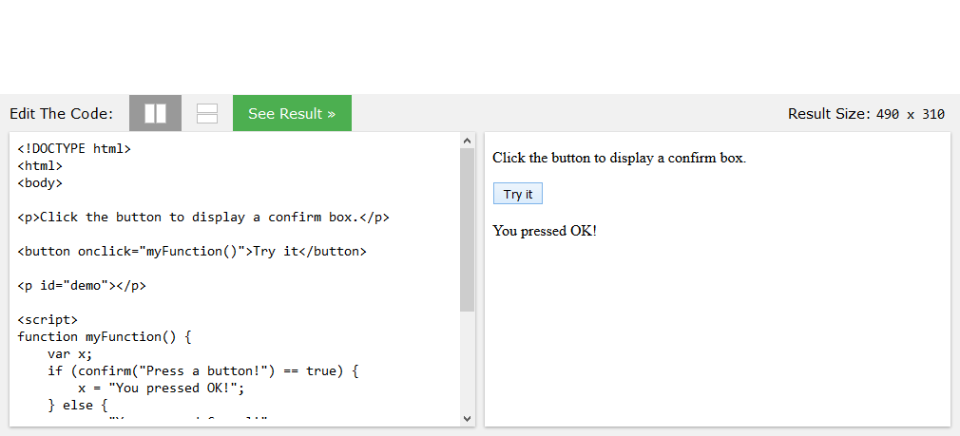 Edit The Code:
See Result »
Result Size: 490 x 310
<!DOCTYPE html>
<html>
<body>
<p>Click the button to display a confirm box.</p>
<button onclick="myFunction()">Try it</button>
<p id="demo"></p>
<script>
function myFunction() {
    var x;
    if (confirm("Press a button!") == true) {
        x = "You pressed OK!";
    } else {
Click the button to display a confirm box.
Try it
You pressed OK!